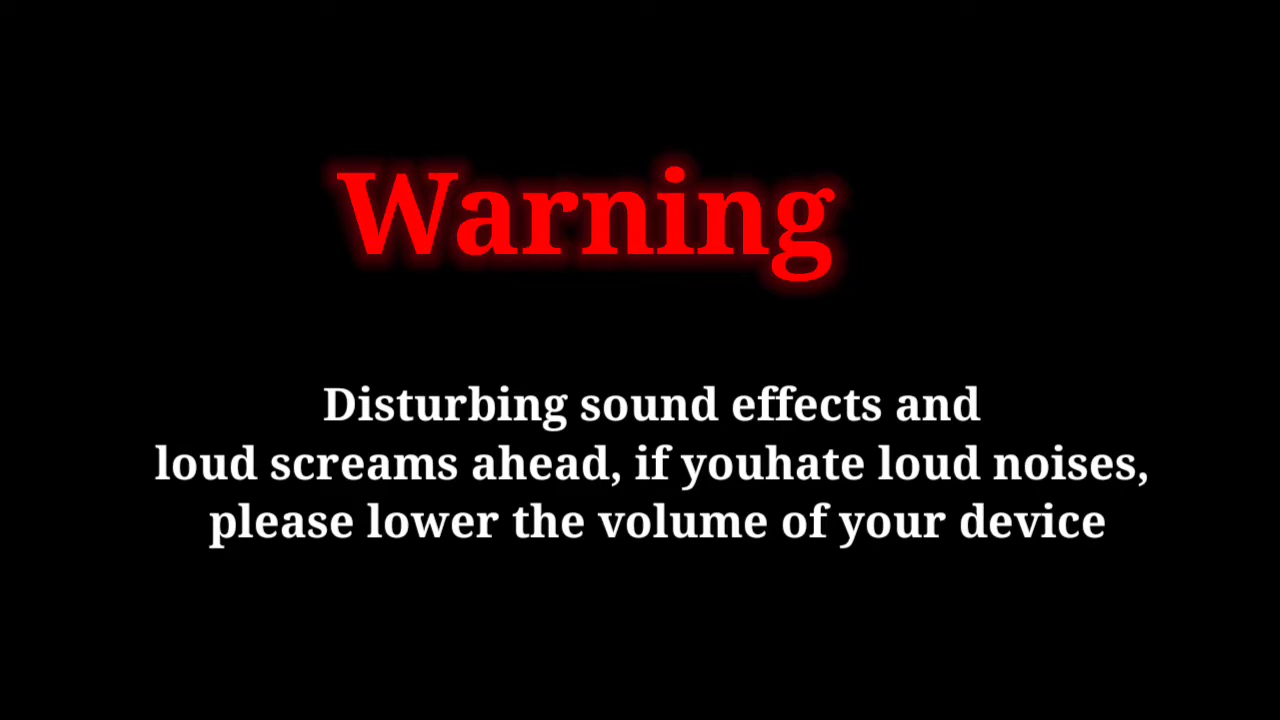 Warning
Disturbing sound effects and
loud screams ahead, if youhate loud noises,
please lower the volume of your device